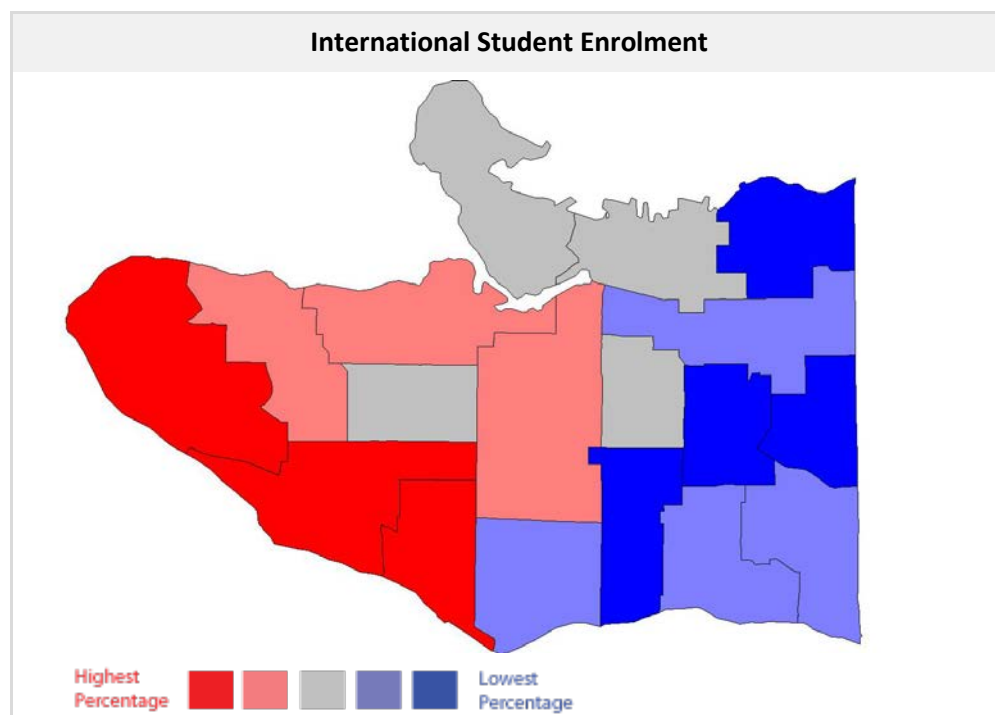 International Student Enrolment
Highest
Percentage
Lowest
Percentage